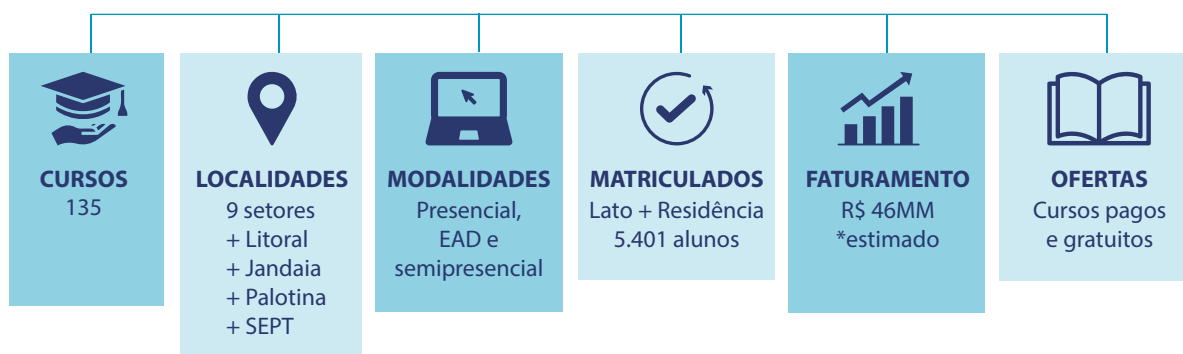 CURSOS
135
LOCALIDADES
9 setores
+ Litoral
+ Jandaia
+ Palotina
+ SEPT
MODALIDADES
Presencial,
EAD e
semipresencial
MATRICULADOS
Lato + Residência
5.401 alunos
FATURAMENTO
R$ 46MM
*estimado
OFERTAS
Cursos pagos
e gratuitos